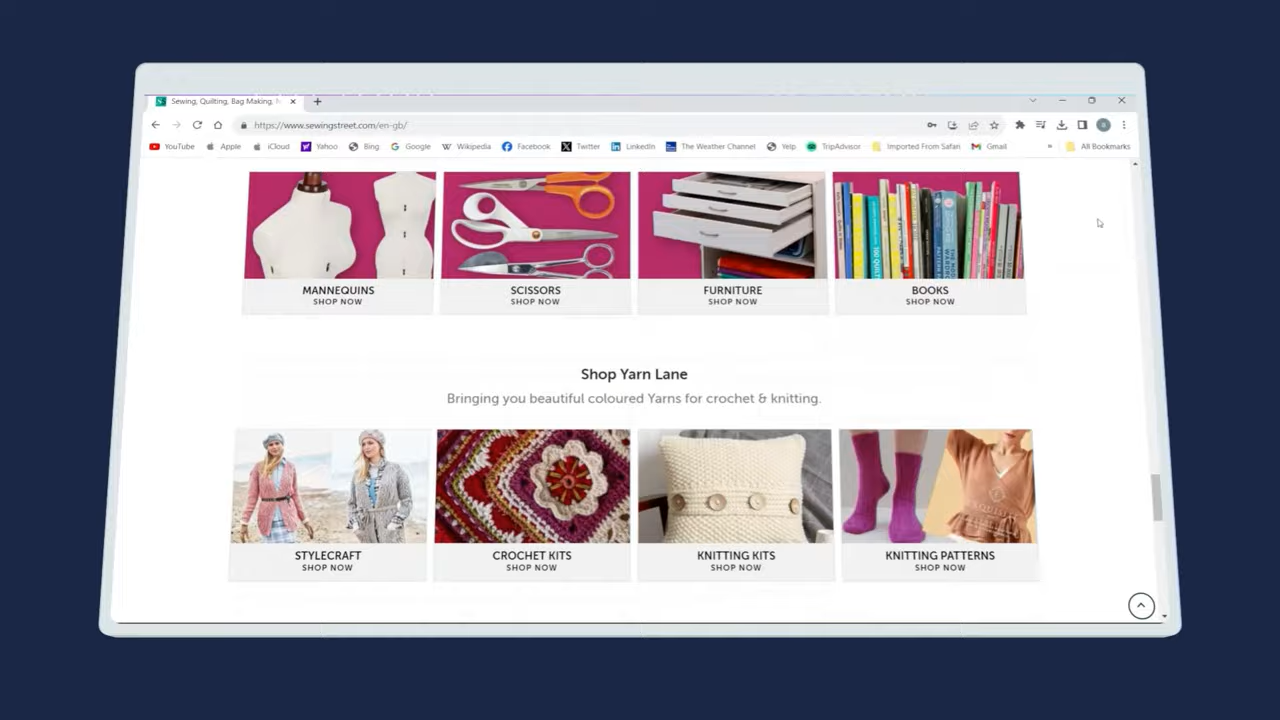 Sewing, Quilting, Bag Making,
https://www.sewingstreet.com/en-gb/
YouTube Apple iCloud Yahoo Bing Google Wikipedia Facebook Twitter LinkedIn The Weather Channel Yelp TripAdvisor Imported From Safari Gmail » All Bookmarks
MANNEQUINS SCISSORS FURNITURE BOOKS
SHOP NOW SHOP NOW SHOP NOW SHOP NOW
Shop Yarn Lane
Bringing you beautiful coloured Yarns for crochet & knitting.
STYLECRAFT CROCHET KITS KNITTING KITS KNITTING PATTERNS
SHOP NOW SHOP NOW SHOP NOW SHOP NOW